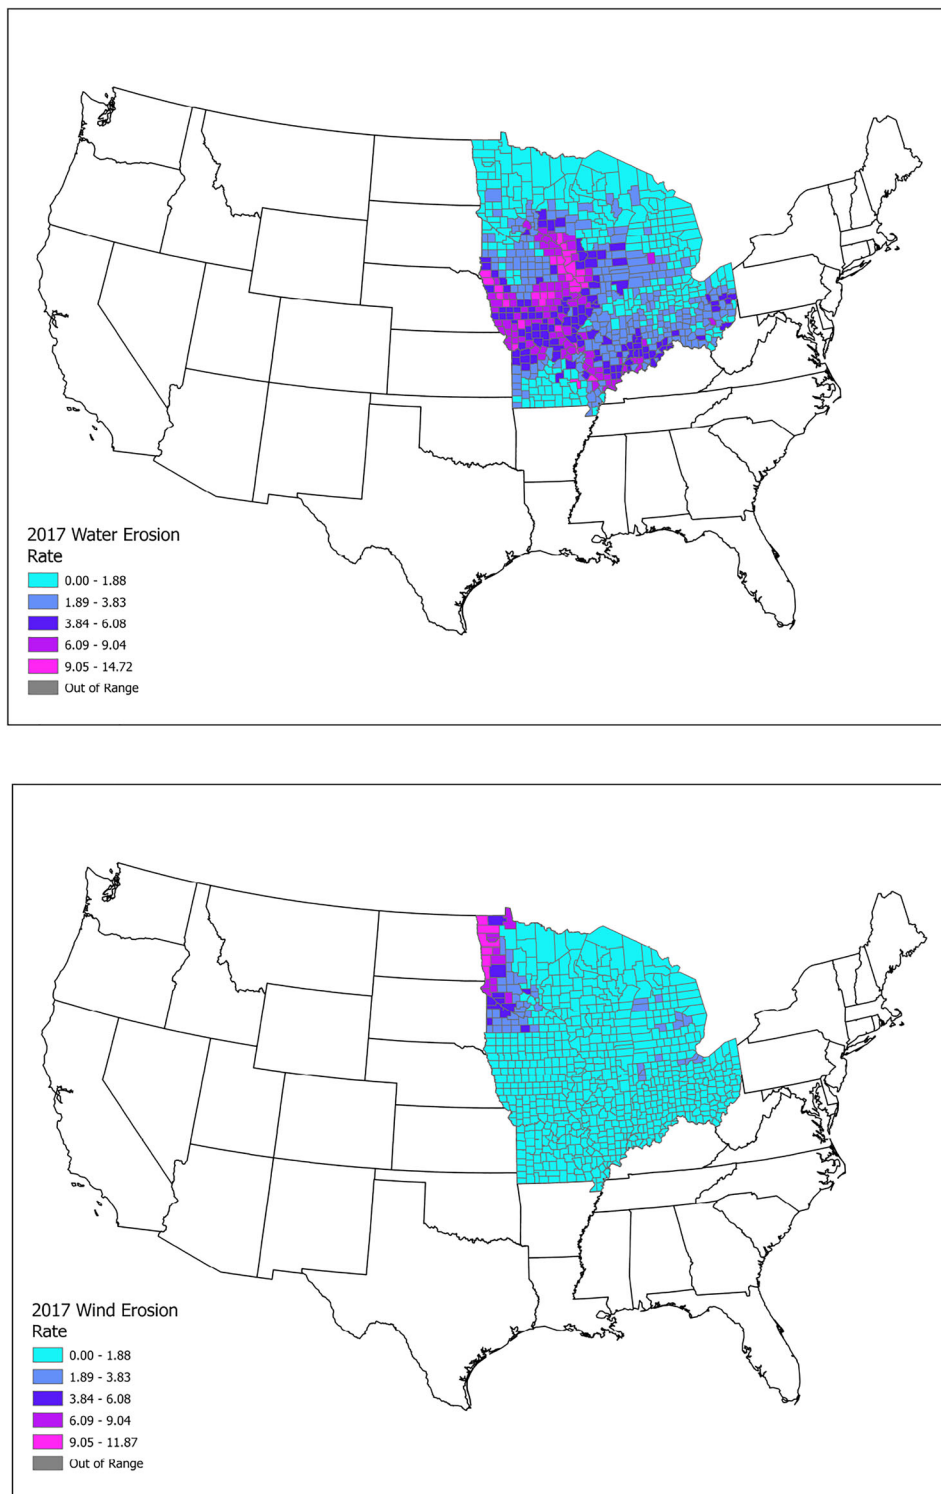 2017 Water Erosion
Rate
0.00 - 1.88
1.89 - 3.83
3.84 - 6.08
6.09 - 9.04
9.05 - 14.72
Out of Range
2017 Wind Erosion
Rate
0.00 - 1.88
1.89 - 3.83
3.84 - 6.08
6.09 - 9.04
9.05 - 11.87
Out of Range